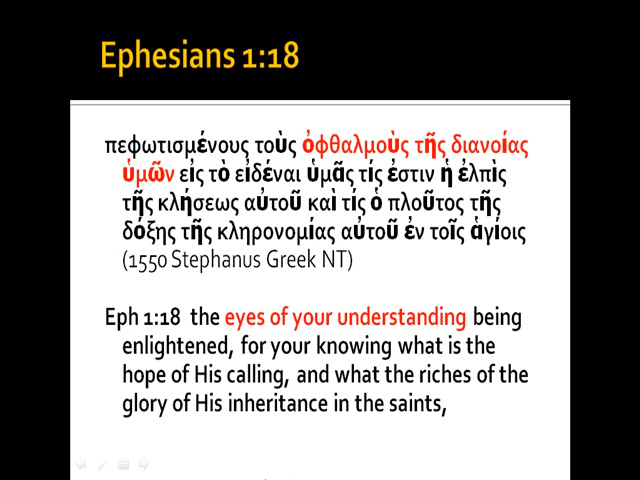 Ephesians 1:18
πεφωτισμένους τοὺς ὀφθαλμοὺς τῆς διανοίας
ὑμῶν εἰς τὸ εἰδέναι ὑμᾶς τίς ἐστιν ἡ ἐλπὶς
τῆς κλήσεως αὐτοῦ καὶ τίς ὁ πλοῦτος τῆς
δόξης τῆς κληρονομίας αὐτοῦ ἐν τοῖς ἁγίοις
(1550 Stephanus Greek NT)
Eph 1:18 the eyes of your understanding being
enlightened, for your knowing what is the
hope of His calling, and what the riches of the
glory of His inheritance in the saints,